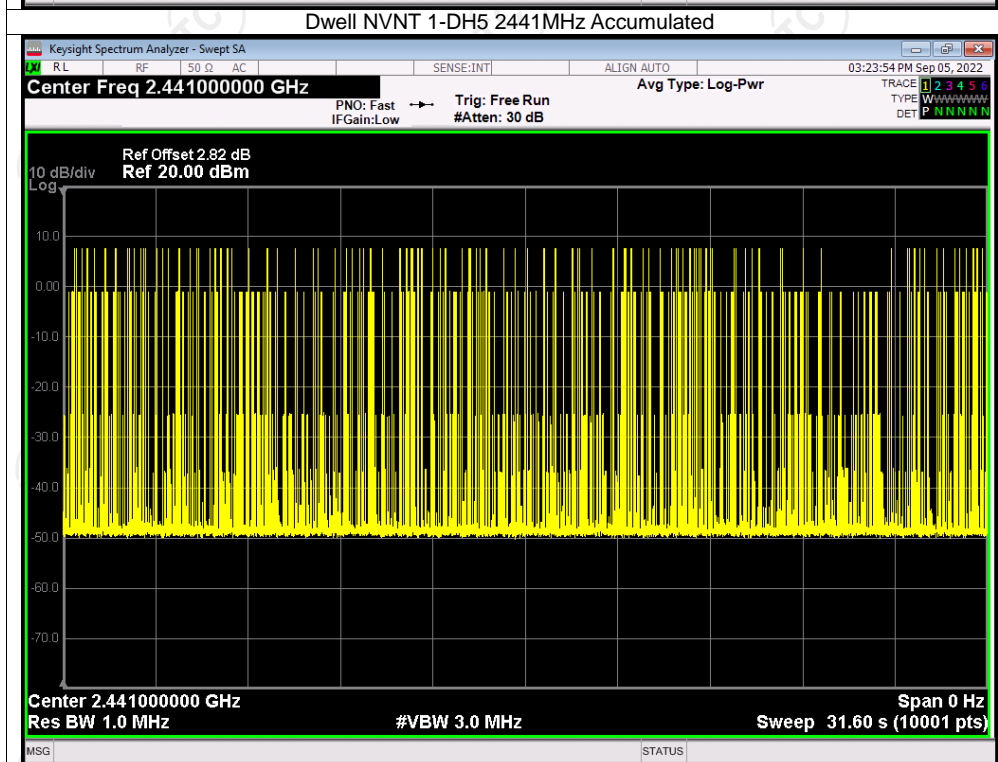 Dwell NVNT 1-DH5 2441MHz Accumulated
Keysight Spectrum Analyzer - Swept SA
LXI RL RF 50 Ω AC SENSE:INT ALIGN AUTO 03:23:54 PM Sep 05, 2022
Center Freq 2.441000000 GHz Avg Type: Log-Pwr TRACE 1 2 3 4 5 6
PNO: Fast Trig: Free Run TYPE WWWWWW
IFGain:Low #Atten: 30 dB DET P N N N N N
Ref Offset 2.82 dB
10 dB/div Ref 20.00 dBm
Log
10.0
0.00
-10.0
-20.0
-30.0
-40.0
-50.0
-60.0
-70.0
Center 2.441000000 GHz Span 0 Hz
Res BW 1.0 MHz #VBW 3.0 MHz Sweep 31.60 s (10001 pts)
MSG STATUS